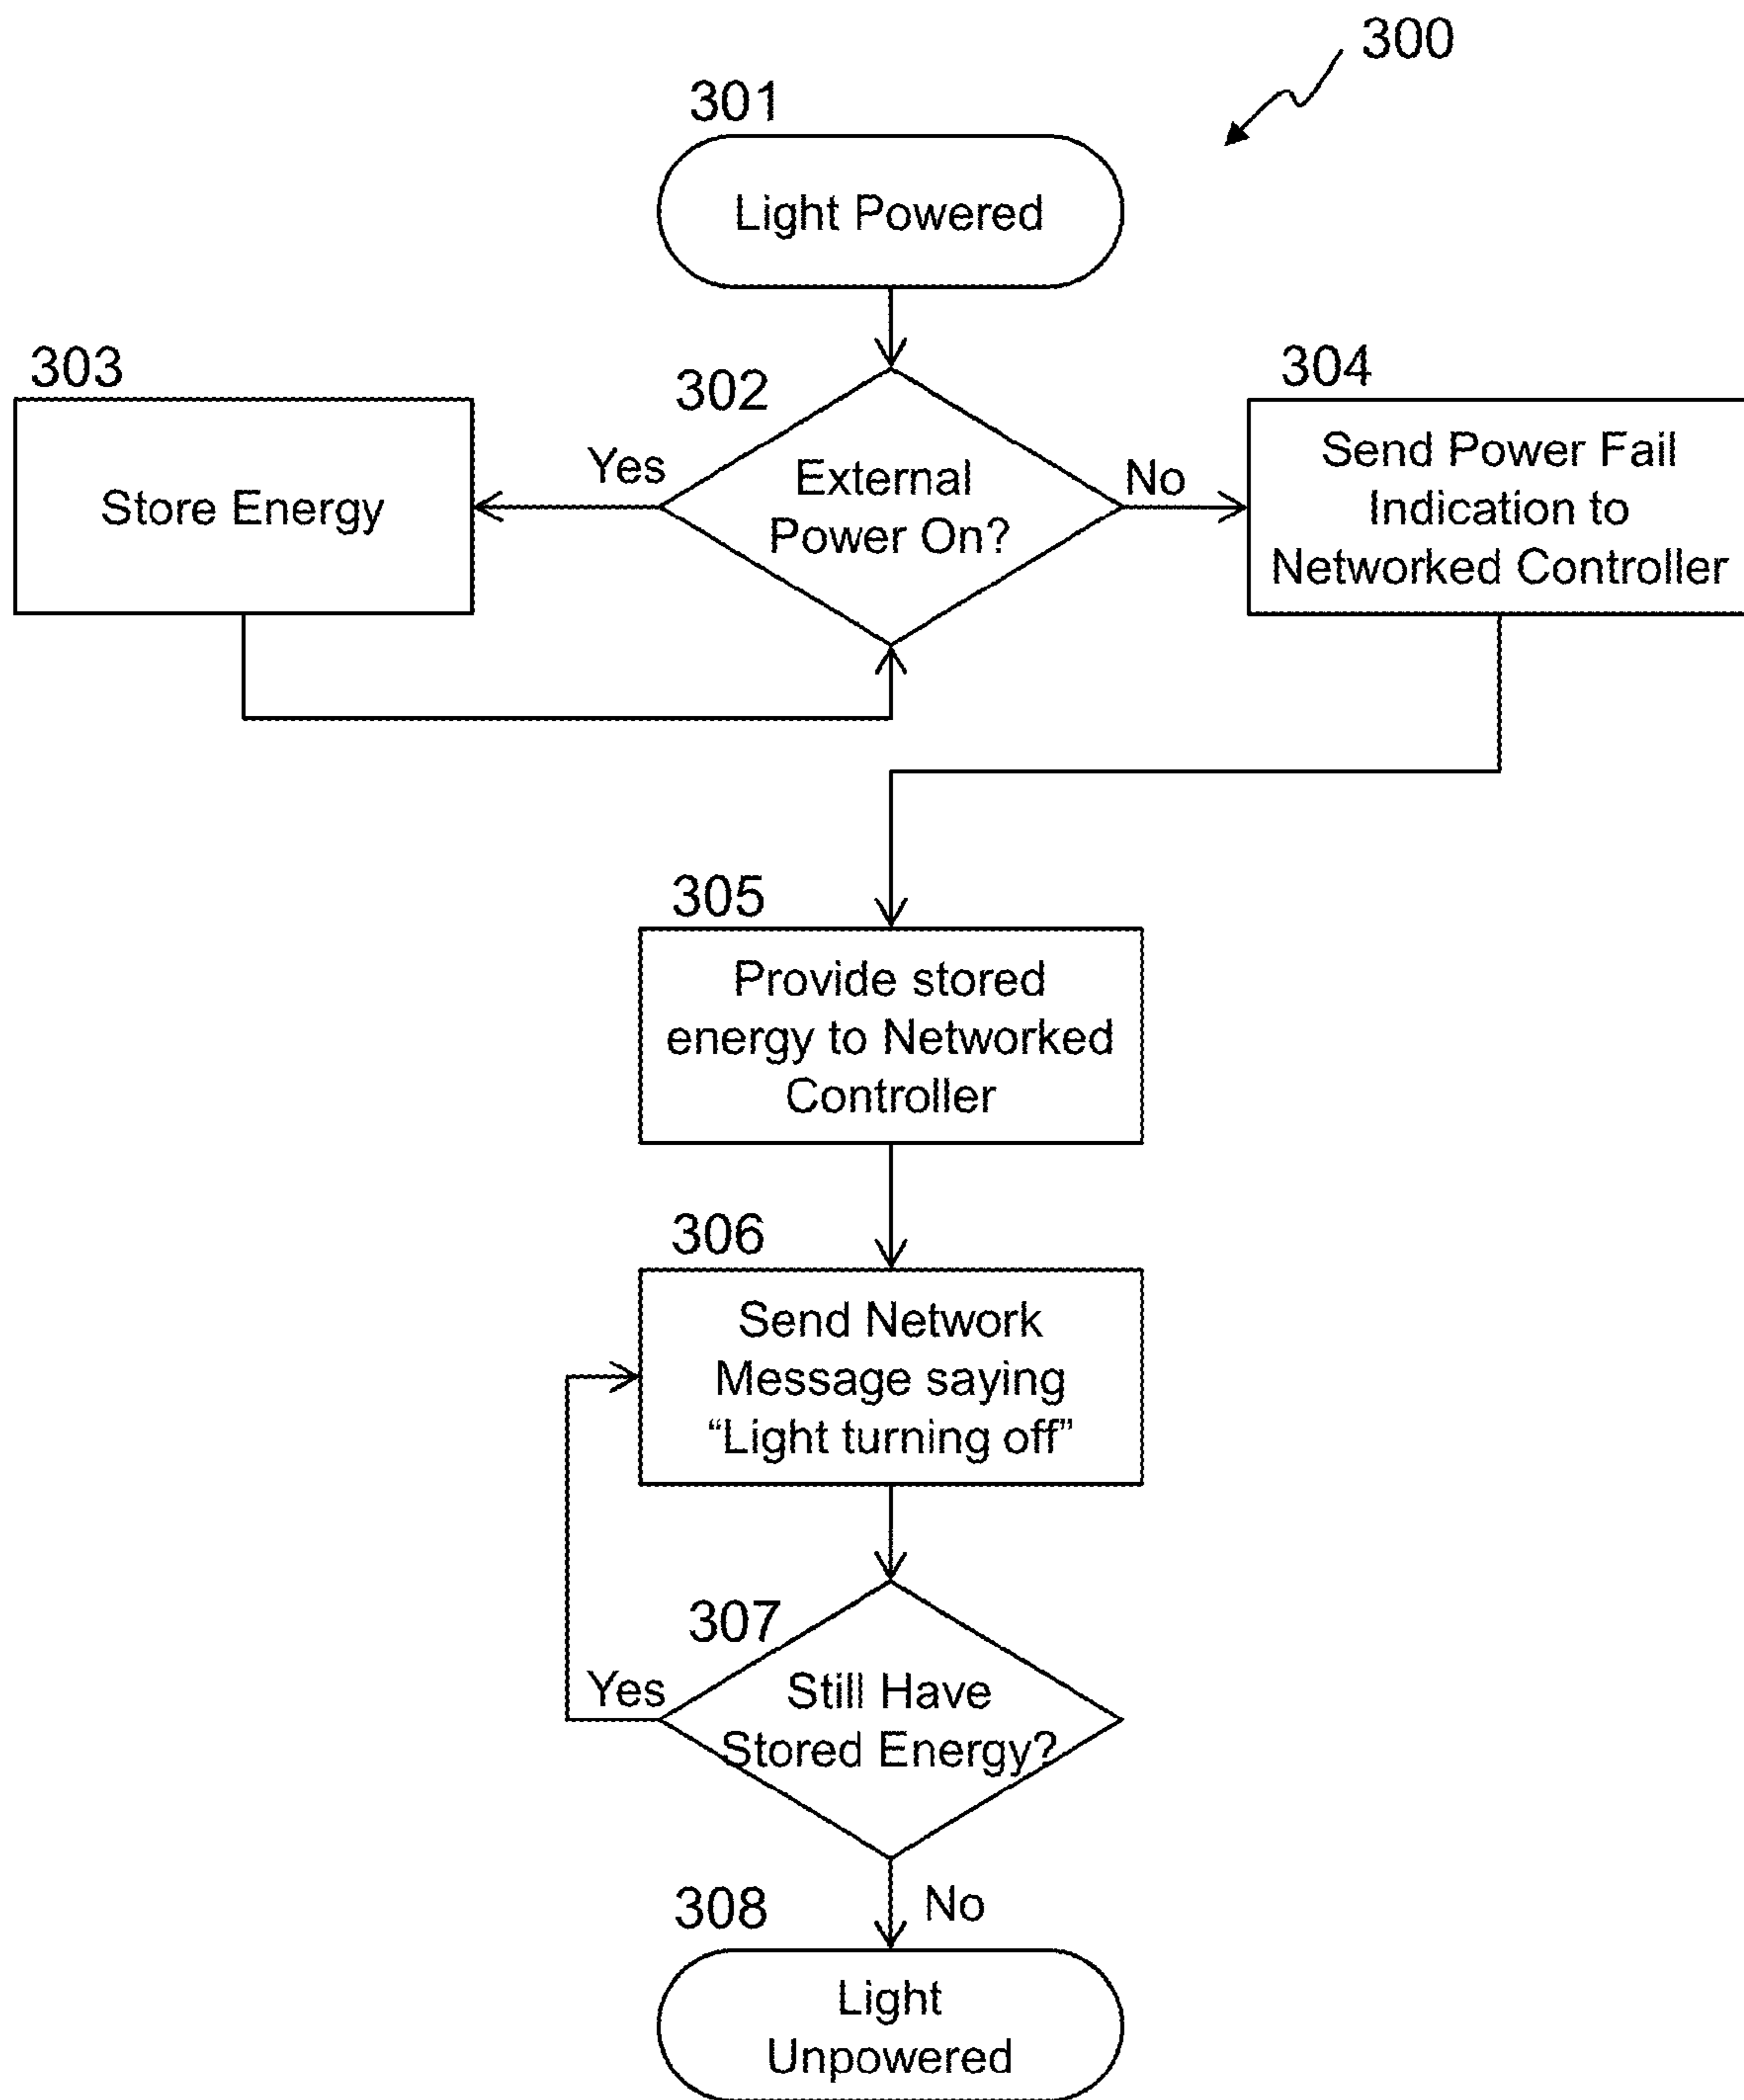 300
301
Light Powered
303
302
304
Store Energy
Yes
External
Power On?
No
Send Power Fail
Indication to
Networked Controller
305
Provide stored
energy to Networked
Controller
306
Send Network
Message saying
“Light turning off”
307
Yes
Still Have
Stored Energy?
308
No
Light
Unpowered